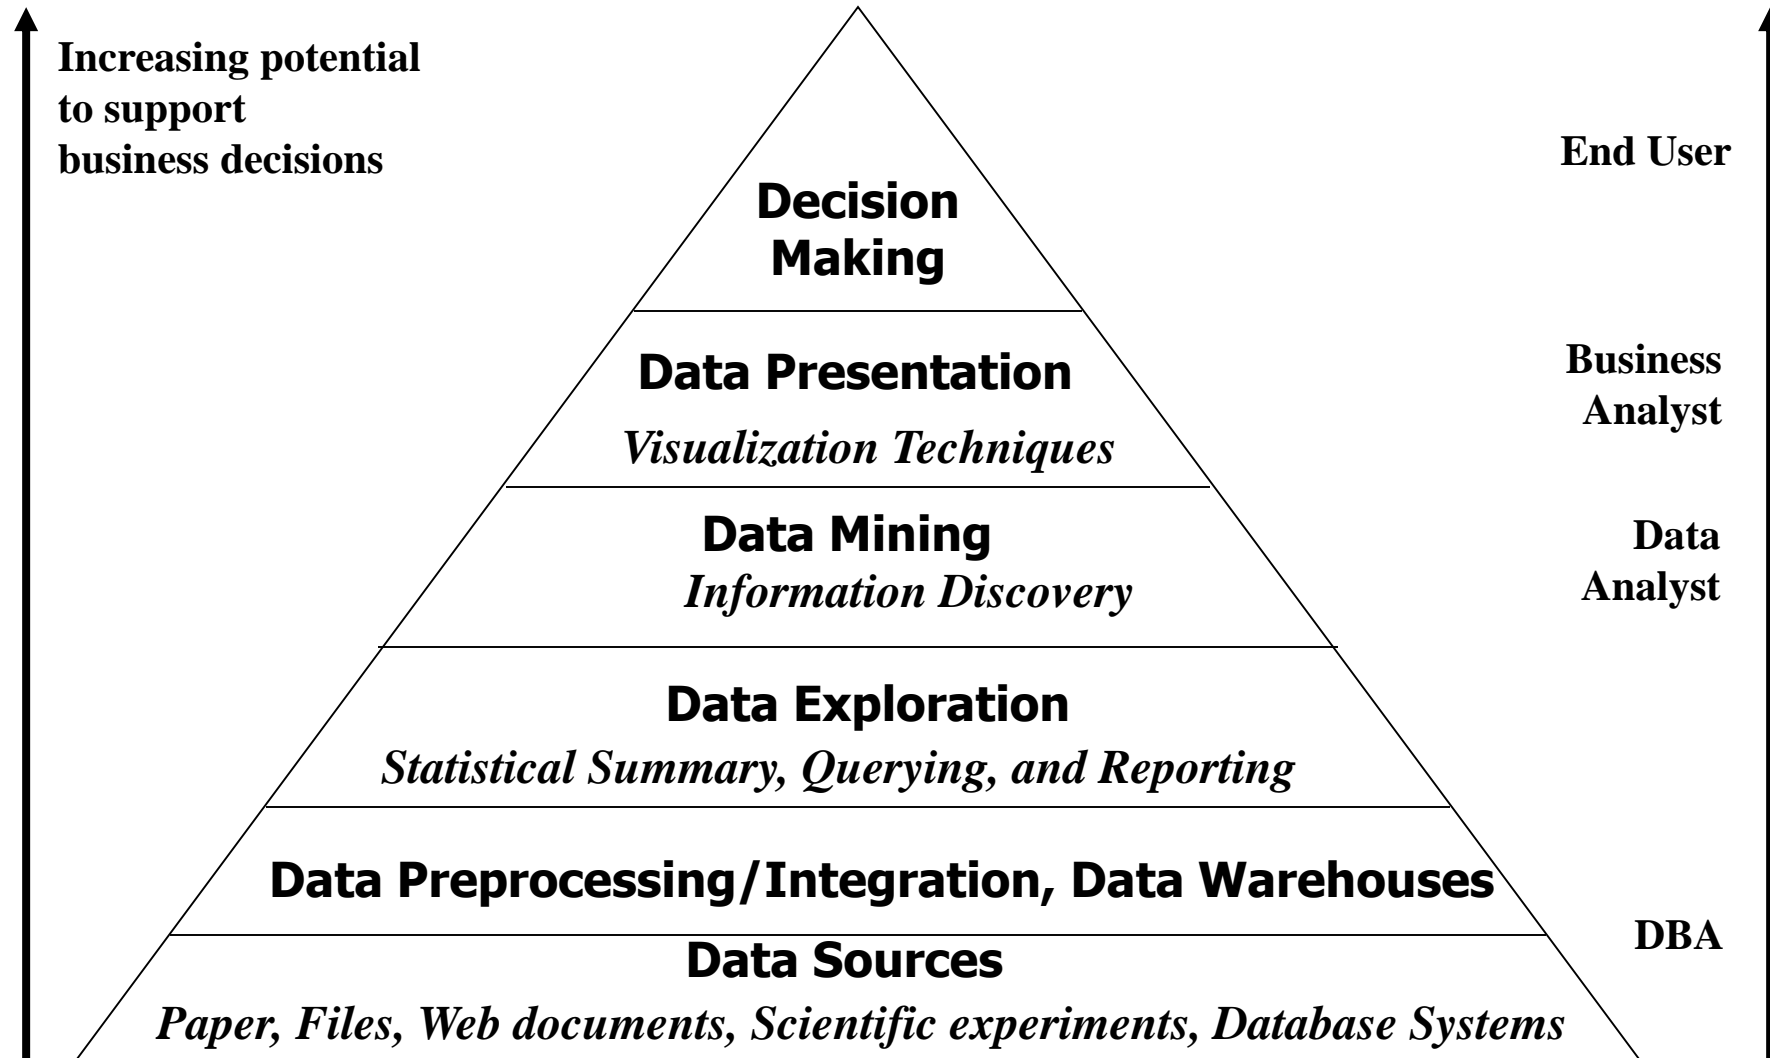 Increasing potential
to support
business decisions
End User
Decision
Making
Data Presentation
Visualization Techniques
Business
Analyst
Data Mining
Information Discovery
Data
Analyst
Data Exploration
Statistical Summary, Querying, and Reporting
Data Preprocessing/Integration, Data Warehouses
DBA
Data Sources
Paper, Files, Web documents, Scientific experiments, Database Systems